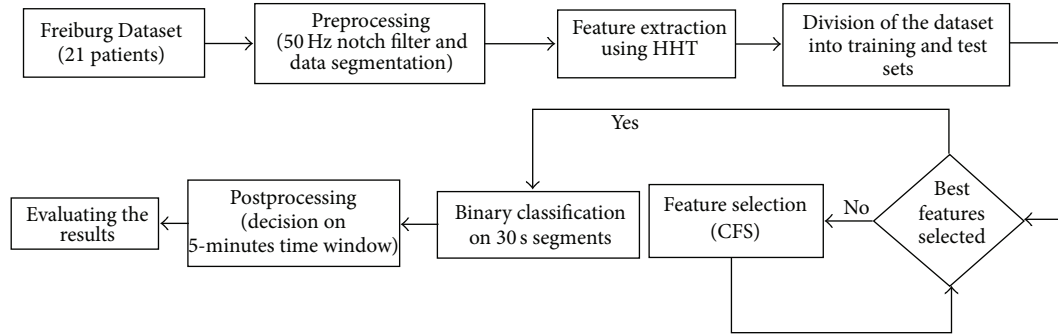 Freiburg Dataset
(21 patients)
Preprocessing
(50 Hz notch filter and
data segmentation)
Feature extraction
using HHT
Division of the dataset
into training and test
sets
Yes
Evaluating the
results
Postprocessing
(decision on
5-minutes time window)
Binary classification
on 30 s segments
Feature selection
(CFS)
No
Best
features
selected